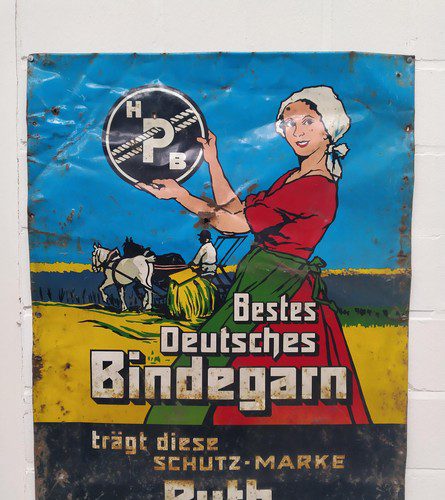 H
P
B
Bestes
Deutsches
Bindegarn
trägt diese
SCHUTZ-MARKE